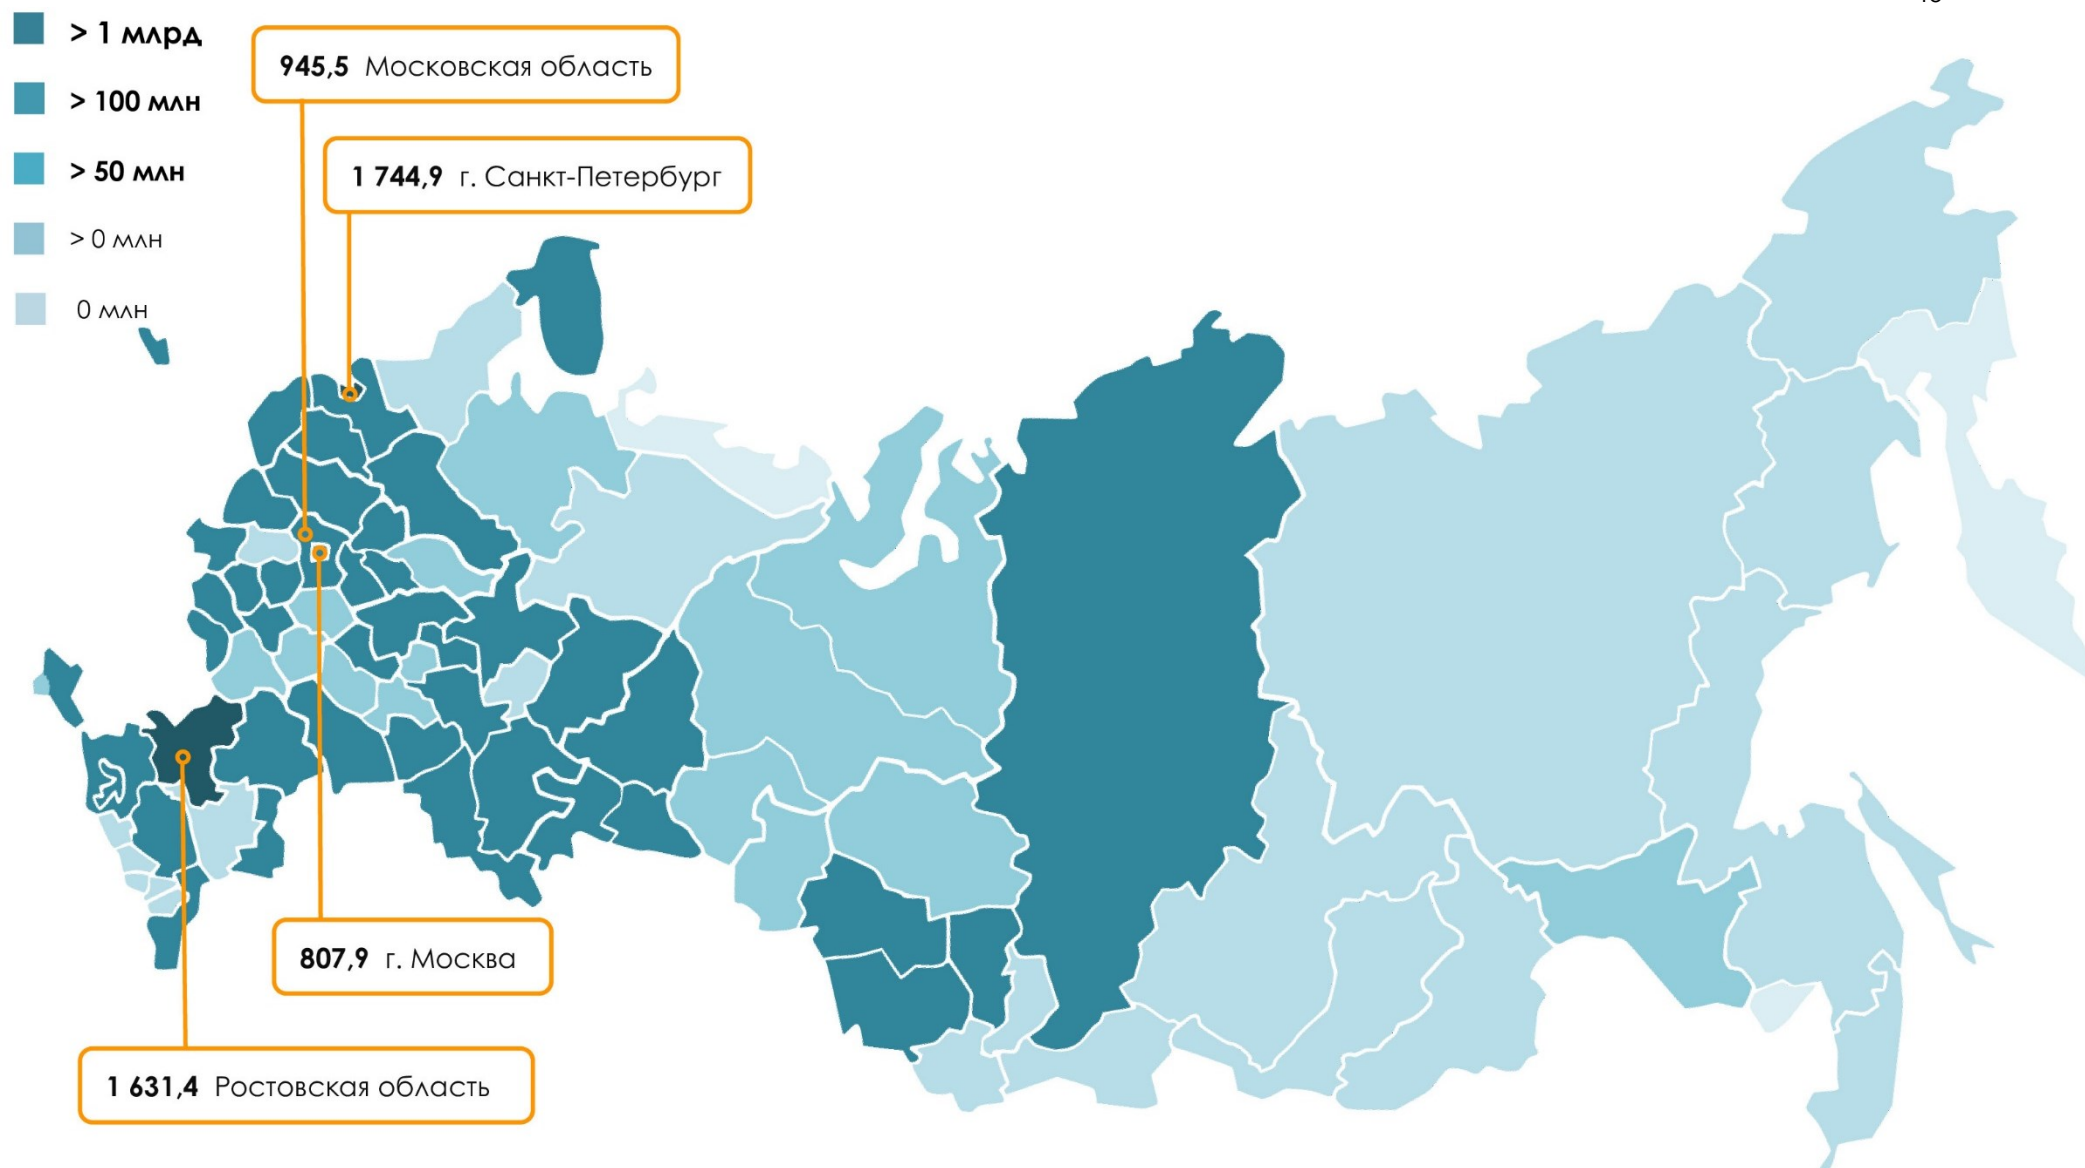 > 1 млрд
> 100 млн
> 50 млн
> 0 млн
0 млн
945,5 Московская область
1 744,9 г. Санкт-Петербург
807,9 г. Москва
1 631,4 Ростовская область